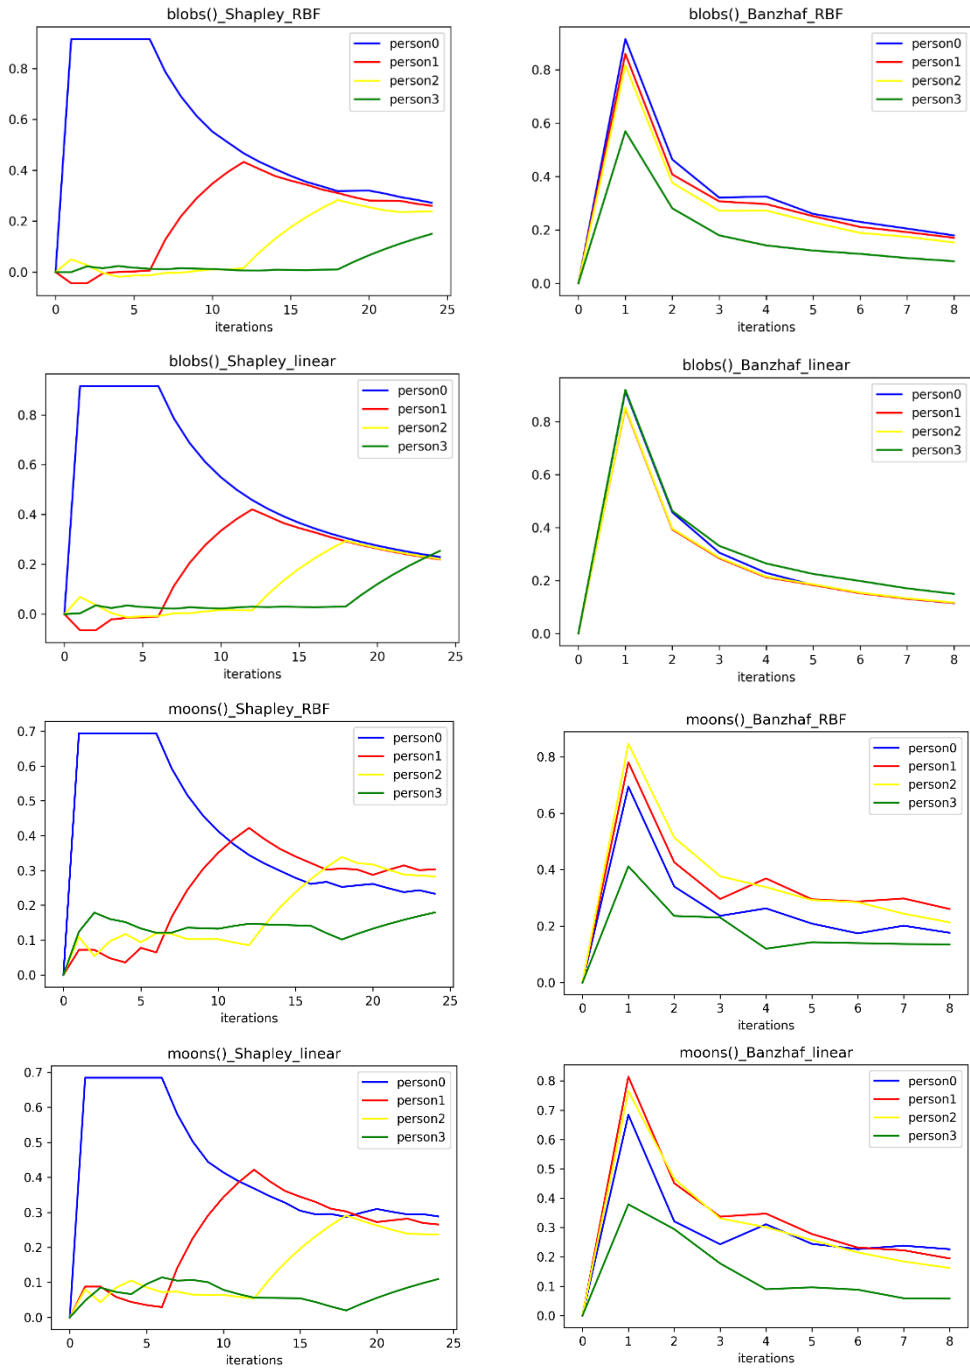 blobs()_Shapley_RBF
0.8
0.6
0.4
0.2
0.0
person0
person1
person2
person3
0 5 10 15 20 25
iterations
blobs()_Banzhaf_RBF
0.8
0.6
0.4
0.2
0.0
person0
person1
person2
person3
0 1 2 3 4 5 6 7 8
iterations
blobs()_Shapley_linear
0.8
0.6
0.4
0.2
0.0
person0
person1
person2
person3
0 5 10 15 20 25
iterations
blobs()_Banzhaf_linear
0.8
0.6
0.4
0.2
0.0
person0
person1
person2
person3
0 1 2 3 4 5 6 7 8
iterations
moons()_Shapley_RBF
0.7
0.6
0.5
0.4
0.3
0.2
0.1
0.0
person0
person1
person2
person3
0 5 10 15 20 25
iterations
moons()_Banzhaf_RBF
0.8
0.6
0.4
0.2
0.0
person0
person1
person2
person3
0 1 2 3 4 5 6 7 8
iterations
moons()_Shapley_linear
0.7
0.6
0.5
0.4
0.3
0.2
0.1
0.0
person0
person1
person2
person3
0 5 10 15 20 25
iterations
moons()_Banzhaf_linear
0.8
0.7
0.6
0.5
0.4
0.3
0.2
0.1
0.0
person0
person1
person2
person3
0 1 2 3 4 5 6 7 8
iterations